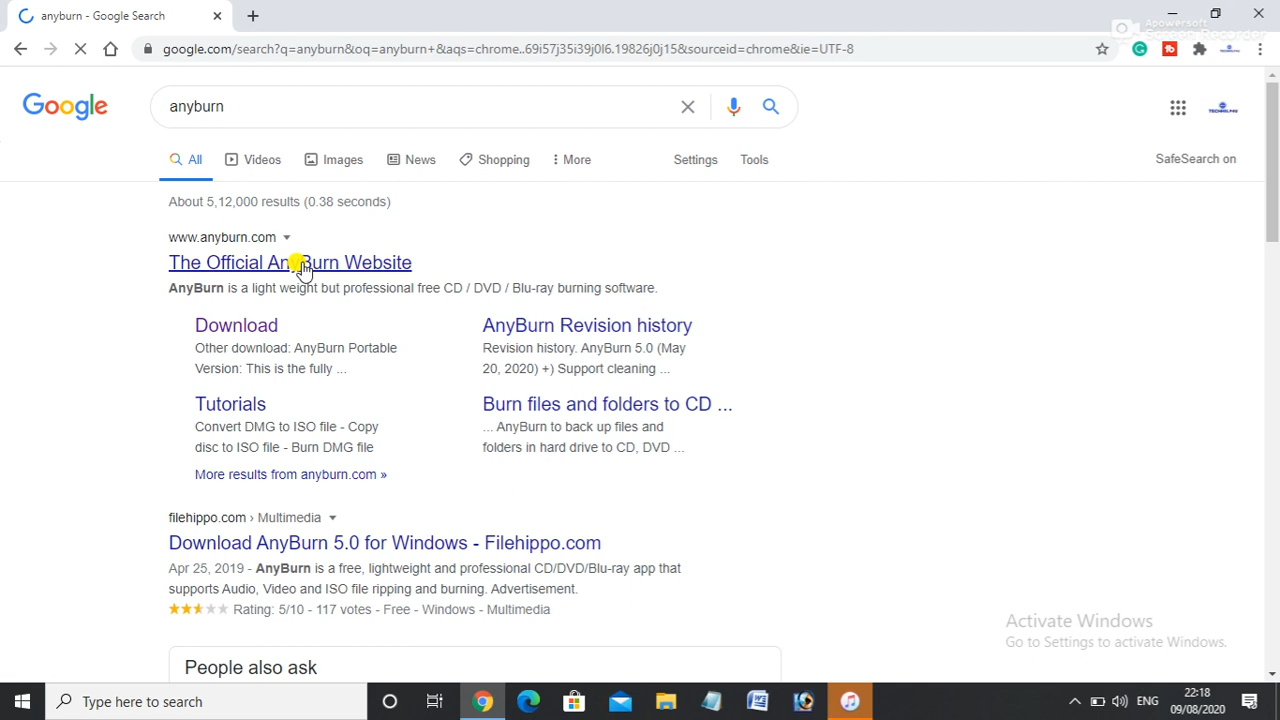 anyburn - Google Search
Apowersoft
Screen Recorder
google.com/search?q=anyburn&oq=anyburn+&aqs=chrome..69i57j35i39j0l6.19826j0j15&sourceid=chrome&ie=UTF-8
Google
anyburn
TECHHELP4U
All
Videos
Images
News
Shopping
More
Settings
Tools
SafeSearch on
About 5,12,000 results (0.38 seconds)
www.anyburn.com
The Official AnyBurn Website
AnyBurn is a light weight but professional free CD / DVD / Blu-ray burning software.
Download
Other download: AnyBurn Portable
Version: This is the fully ...
AnyBurn Revision history
Revision history. AnyBurn 5.0 (May
20, 2020) +) Support cleaning ...
Tutorials
Convert DMG to ISO file - Copy
disc to ISO file - Burn DMG file
Burn files and folders to CD ...
... AnyBurn to back up files and
folders in hard drive to CD, DVD ...
More results from anyburn.com »
filehippo.com › Multimedia
Download AnyBurn 5.0 for Windows - Filehippo.com
Apr 25, 2019 - AnyBurn is a free, lightweight and professional CD/DVD/Blu-ray app that
supports Audio, Video and ISO file ripping and burning. Advertisement.
Rating: 5/10 - 117 votes - Free - Windows - Multimedia
People also ask
Activate Windows
Go to Settings to activate Windows.
Type here to search
ENG
22:18
09/08/2020